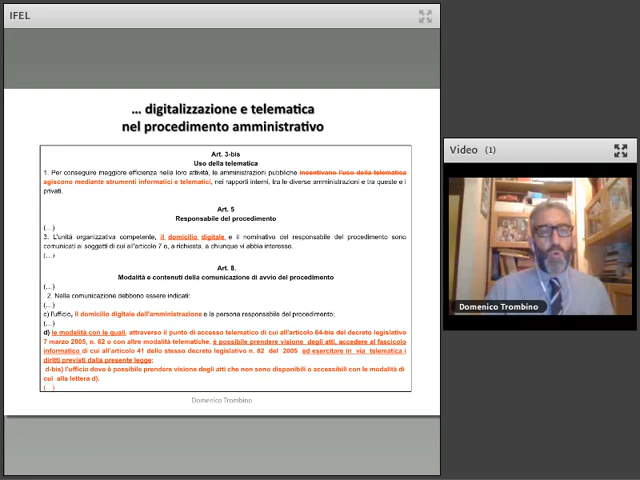 IFEL
... digitalizzazione e telematica
nel procedimento amministrativo
Art. 3-bis
Uso della telematica
1. Per conseguire maggiore efficienza nella loro attività, le amministrazioni pubbliche incentivano l'uso della telematica
agiscono mediante strumenti informatici e telematici, nei rapporti interni, tra le diverse amministrazioni e tra queste e i
privati.
Art. 5
Responsabile del procedimento
(...)
3. L'unità organizzativa competente, il domicilio digitale e il nominativo del responsabile del procedimento sono
comunicati ai soggetti di cui all'articolo 7 o, a richiesta, a chiunque vi abbia interesse.
(...)
Art. 8.
Modalità e contenuti della comunicazione di avvio del procedimento
(...)
2. Nella comunicazione debbono essere indicati:
(...)
c) l'ufficio, il domicilio digitale dell'amministrazione e la persona responsabile del procedimento;
(...)
d) le modalità con le quali, attraverso il punto di accesso telematico di cui all'articolo 64-bis del decreto legislativo
7 marzo 2005, n. 82 o con altre modalità telematiche, è possibile prendere visione degli atti, accedere al fascicolo
informatico di cui all'articolo 41 dello stesso decreto legislativo n. 82 del 2005 ed esercitare in via telematica i
diritti previsti dalla presente legge;
d-bis) l'ufficio dove è possibile prendere visione degli atti che non sono disponibili o accessibili con le modalità di
cui alla lettera d).
(...)
Domenico Trombino
Video (1)
Domenico Trombino